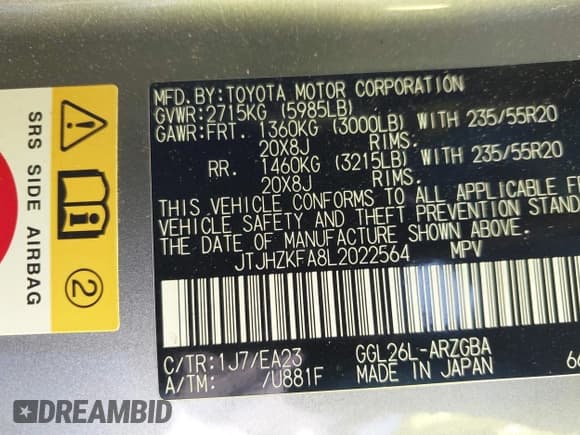 MFD.BY:TOYOTA MOTOR CORPORATION
GVWR:2715KG (5985LB)
GAWR:FRT. 1360KG (3000LB) WITH 235/55R20
20X8J RIMS.
RR. 1460KG (3215LB) WITH 235/55R20
20X8J RIMS.
THIS VEHICLE CONFORMS TO ALL APPLICABLE
VEHICLE SAFETY AND THEFT PREVENTION STAND
THE DATE OF MANUFACTURE SHOWN ABOVE.
JTJHZKFA8L2022564 MPV
C/TR:1J7/EA23 GGL26L-ARZGBA
A/TM: /U881F MADE IN JAPAN 66
SRS SIDE AIRBAG
2
DREAMBID